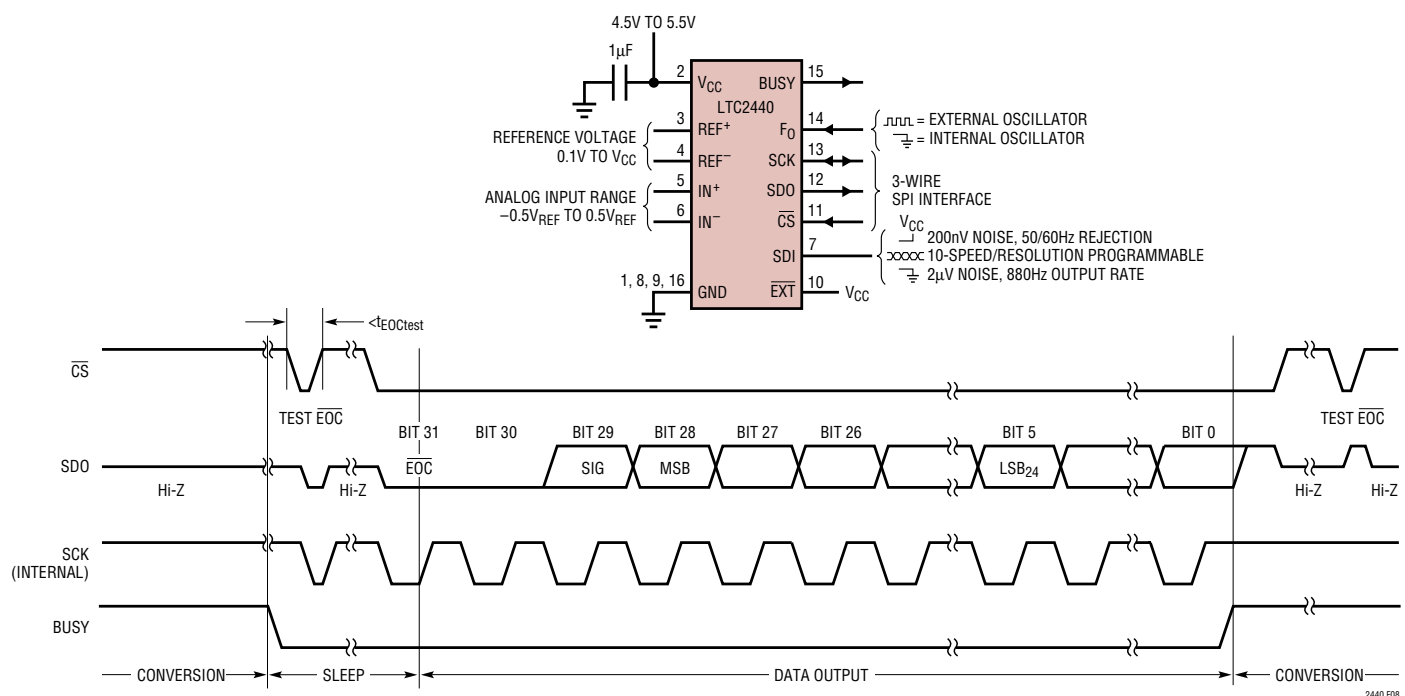 4.5V TO 5.5V
1µF
2 VCC BUSY 15
LTC2440
REFERENCE VOLTAGE
0.1V TO VCC
3 REF+
4 REF−
ANALOG INPUT RANGE
−0.5VREF TO 0.5VREF
5 IN+
6 IN−
1, 8, 9, 16 GND
FO 14
= EXTERNAL OSCILLATOR
= INTERNAL OSCILLATOR
SCK 13
SDO 12
CS 11
3-WIRE
SPI INTERFACE
SDI 7
VCC
200nV NOISE, 50/60Hz REJECTION
10-SPEED/RESOLUTION PROGRAMMABLE
2µV NOISE, 880Hz OUTPUT RATE
EXT 10 VCC
<tEOCtest
CS
TEST EOC
TEST EOC
BIT 31 BIT 30 BIT 29 BIT 28 BIT 27 BIT 26 BIT 5 BIT 0
SDO
EOC SIG MSB LSB24
Hi-Z Hi-Z Hi-Z Hi-Z
SCK
(INTERNAL)
BUSY
CONVERSION SLEEP DATA OUTPUT CONVERSION
2440 F08